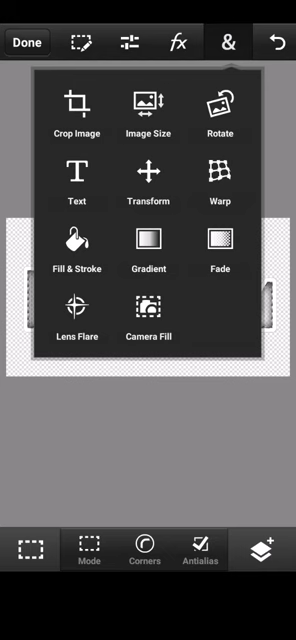 Done
fx
&
Crop Image
Image Size
Rotate
T
Text
Transform
Warp
Fill & Stroke
Gradient
Fade
Lens Flare
Camera Fill
Mode
Corners
Antialias